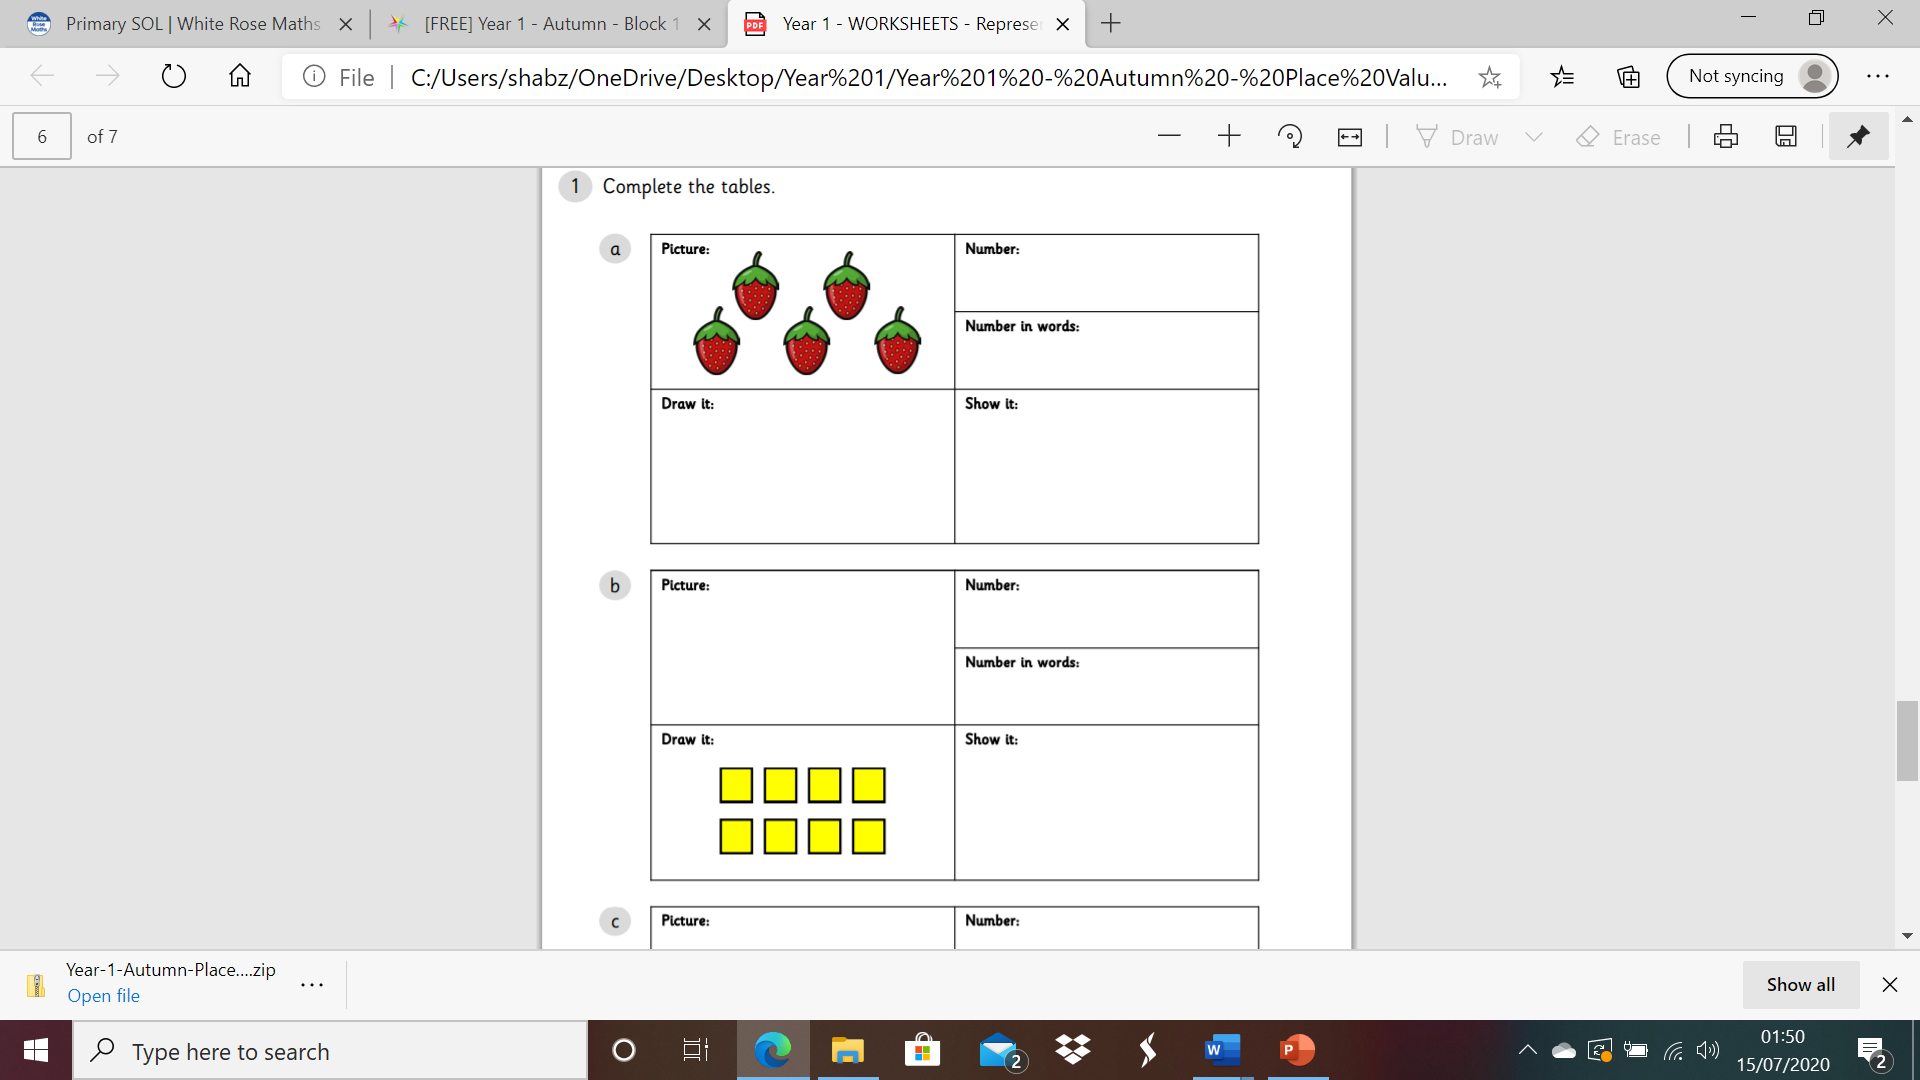 Primary SOL | White Rose Maths
[FREE] Year 1 - Autumn - Block 1
PDF
Year 1 - WORKSHEETS - Represe
File
C:/Users/shabz/OneDrive/Desktop/Year%201/Year%201%20-%20Autumn%20-%20Place%20Valu...
Not syncing
6 of 7
Draw
Erase
1 Complete the tables.
a
Picture:
Number:
Number in words:
Draw it:
Show it:
b
Picture:
Number:
Number in words:
Draw it:
Show it:
c
Picture:
Number:
Year-1-Autumn-Place....zip
Open file
Show all
Type here to search
2
W
P
01:50
15/07/2020
2